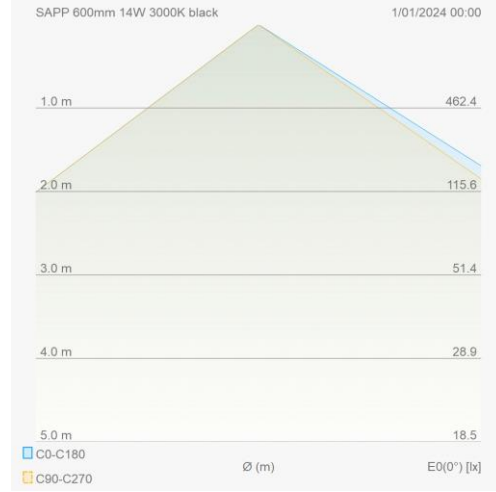 SAPP 600mm 14W 3000K black 1/01/2024 00:00
1.0 m 462.4
2.0 m 115.6
3.0 m 51.4
4.0 m 28.9
5.0 m 18.5
C0-C180
Ø (m) E0(0°) [lx]
C90-C270